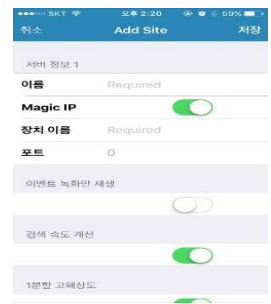 SKT 오후 2:20 59%
취소 Add Site 저장
서버 정보 1
이름 Required
Magic IP
장치 이름 Required
포트 0
이벤트 녹화만 재생
검색 속도 개선
1분할 고해상도